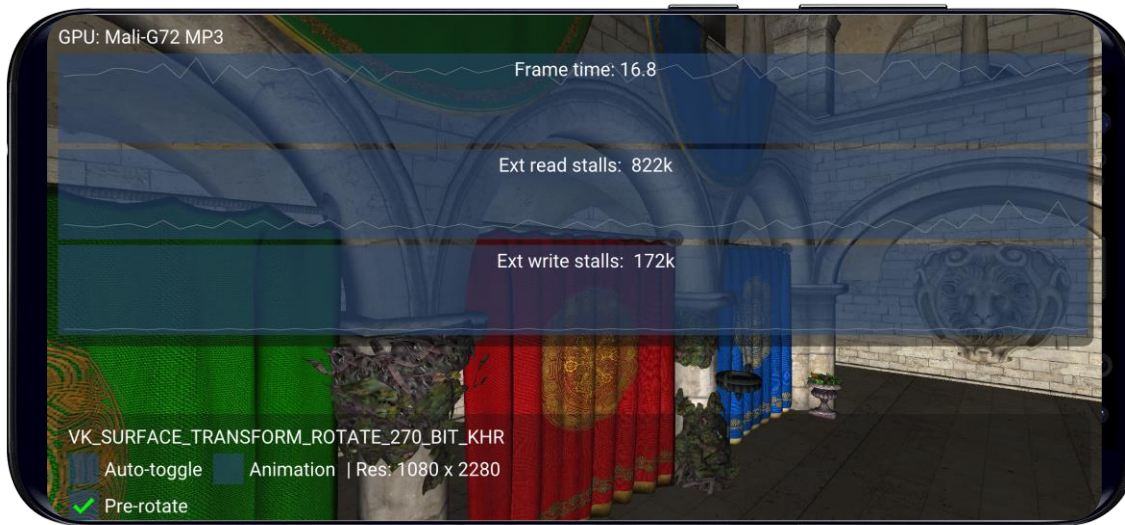 GPU: Mali-G72 MP3
Frame time: 16.8
Ext read stalls: 822k
Ext write stalls: 172k
VK_SURFACE_TRANSFORM_ROTATE_270_BIT_KHR
Auto-toggle Animation | Res: 1080 x 2280
Pre-rotate